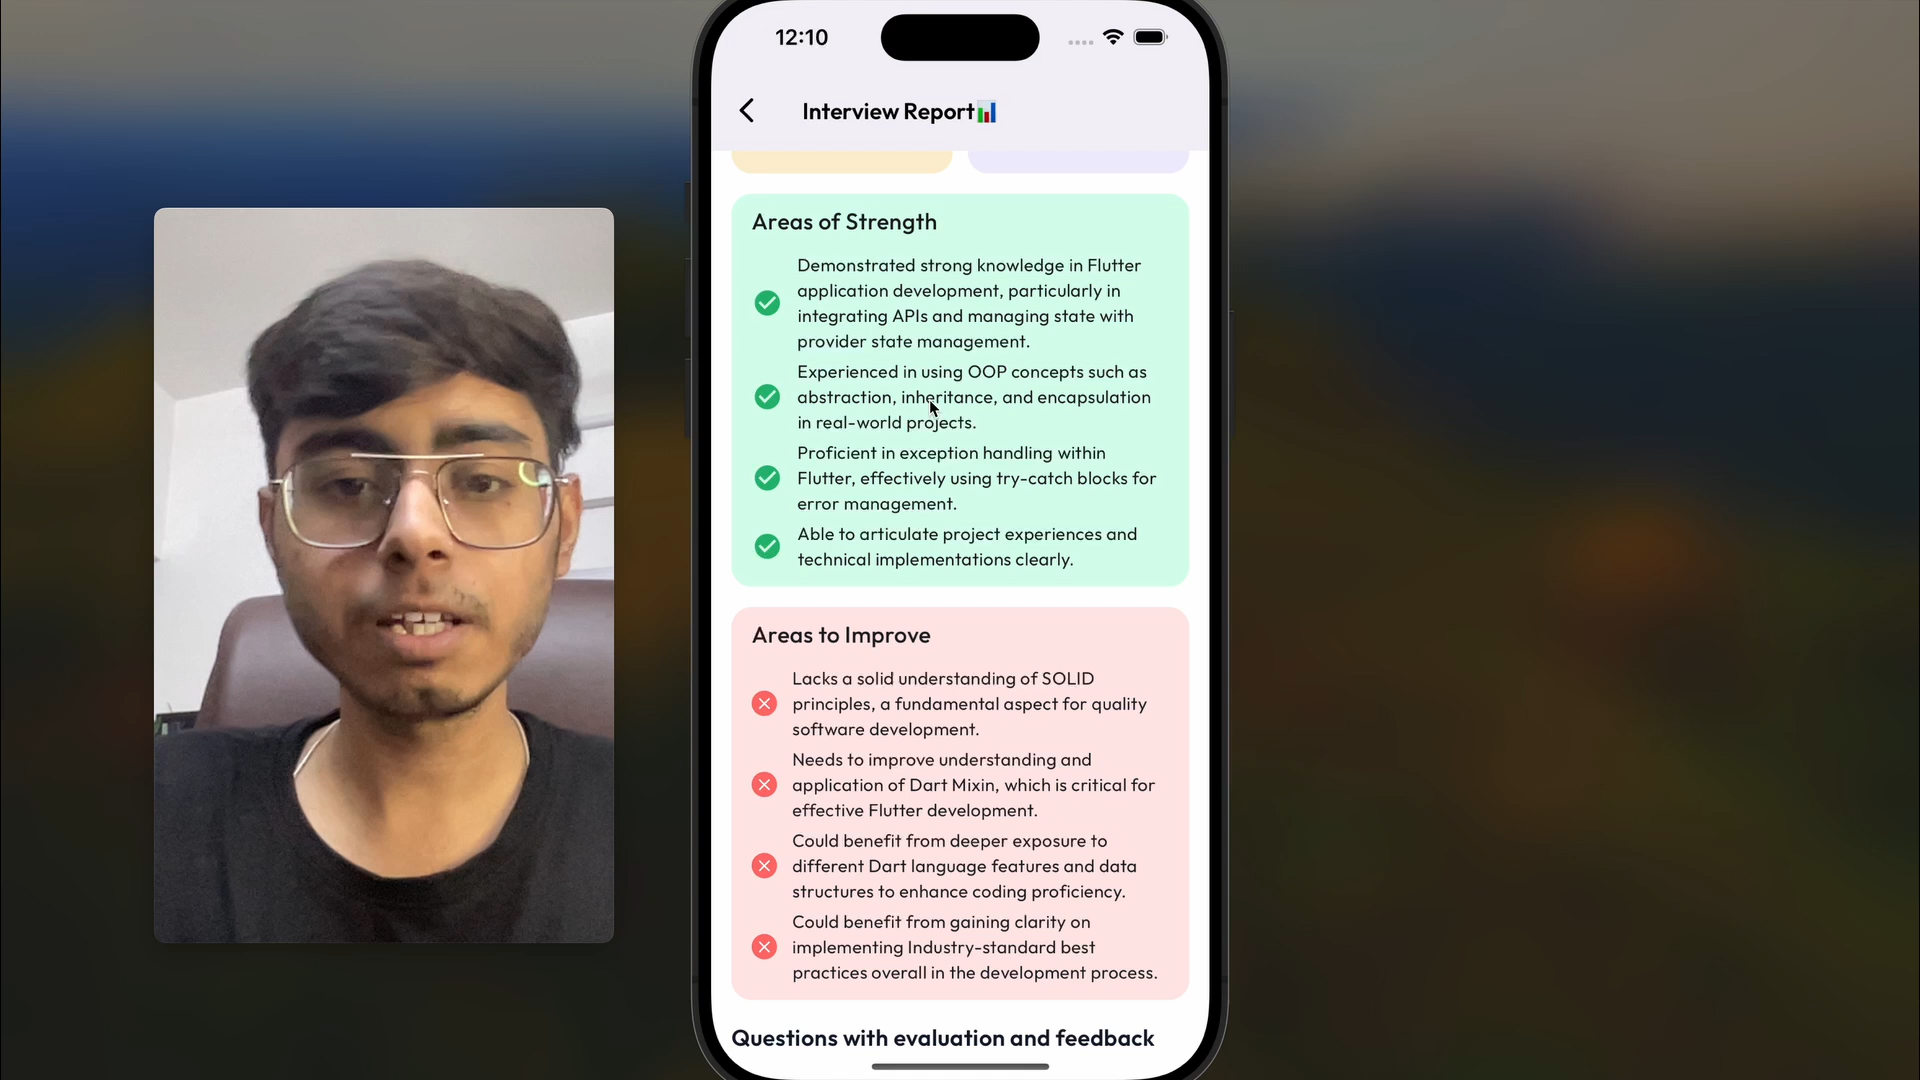 12:10
Interview Report
Areas of Strength
Demonstrated strong knowledge in Flutter
application development, particularly in
integrating APIs and managing state with
provider state management.
Experienced in using OOP concepts such as
abstraction, inheritance, and encapsulation
in real-world projects.
Proficient in exception handling within
Flutter, effectively using try-catch blocks for
error management.
Able to articulate project experiences and
technical implementations clearly.
Areas to Improve
Lacks a solid understanding of SOLID
principles, a fundamental aspect for quality
software development.
Needs to improve understanding and
application of Dart Mixin, which is critical for
effective Flutter development.
Could benefit from deeper exposure to
different Dart language features and data
structures to enhance coding proficiency.
Could benefit from gaining clarity on
implementing Industry-standard best
practices overall in the development process.
Questions with evaluation and feedback